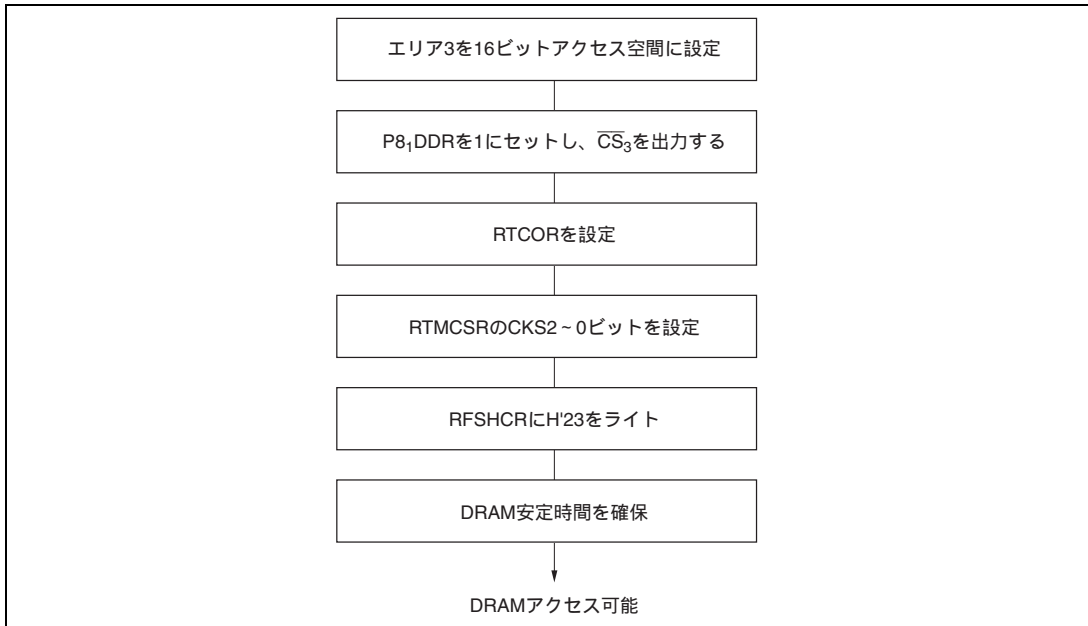 エリア3を16ビットアクセス空間に設定
P8₁DDRを1にセットし、C̅S̅₃を出力する
RTCORを設定
RTMCSRのCKS2~0ビットを設定
RFSHCRにH'23をライト
DRAM安定時間を確保
DRAMアクセス可能